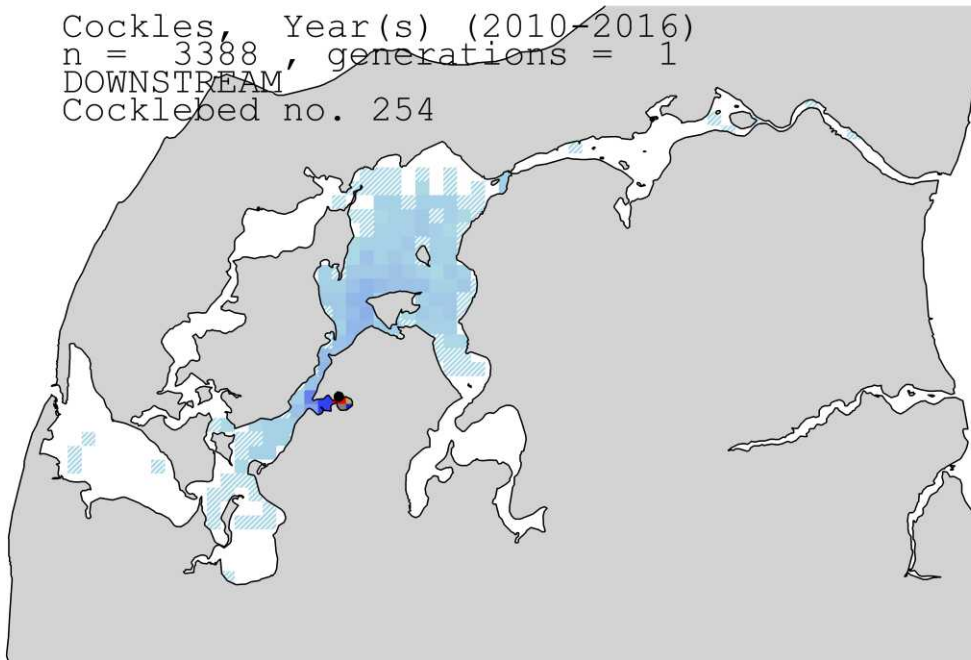 Cockles, Year(s) (2010-2016)
n = 3388 , generations = 1
DOWNSTREAM
Cocklebed no. 254